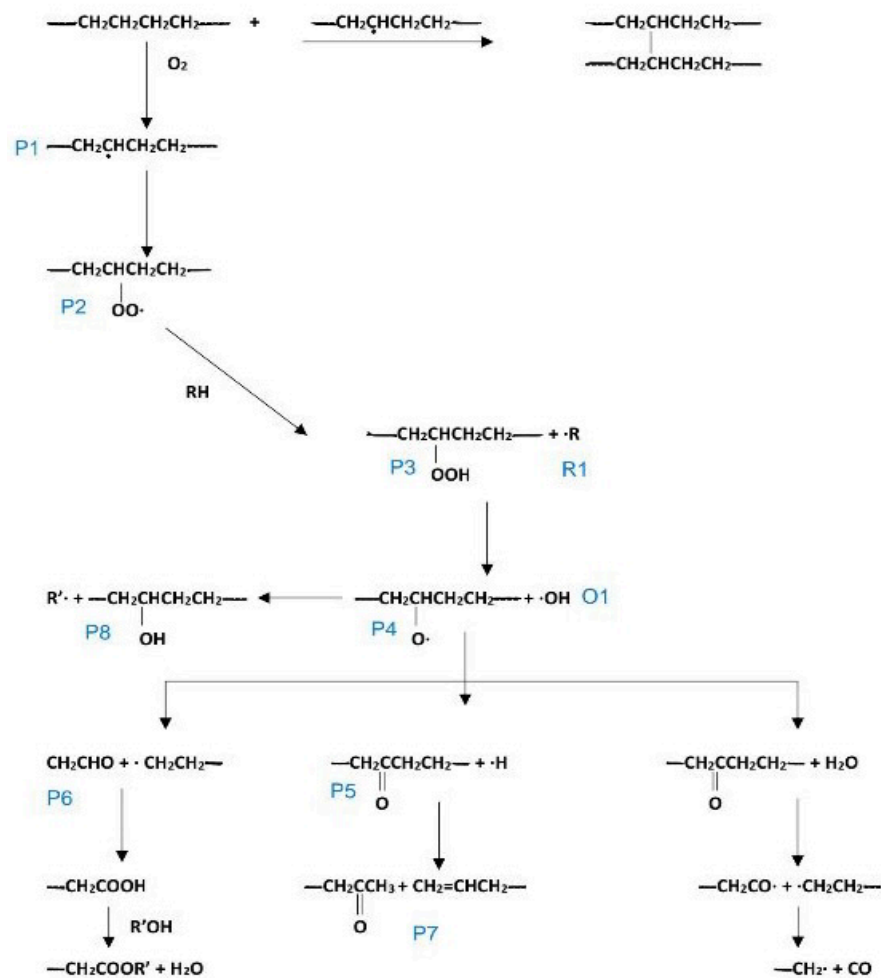 —CH₂CH₂CH₂CH₂— + —CH₂ĊHCH₂CH₂— —CH₂CHCH₂CH₂—
—CH₂CHCH₂CH₂—
O₂
P1 —CH₂ĊHCH₂CH₂—
—CH₂CHCH₂CH₂—
P2 OO·
RH
—CH₂CHCH₂CH₂— + ·R
P3 OOH R1
R'· + —CH₂CHCH₂CH₂— —CH₂CHCH₂CH₂— + ·OH O1
P8 OH P4 O·
CH₂CHO + ·CH₂CH₂— —CH₂CCH₂CH₂— + ·H —CH₂CCH₂CH₂— + H₂O
P6 P5 O O
—CH₂COOH —CH₂CCH₃ + CH₂=CHCH₂— —CH₂CO· + ·CH₂CH₂—
R'OH O P7
—CH₂COOR' + H₂O —CH₂· + CO